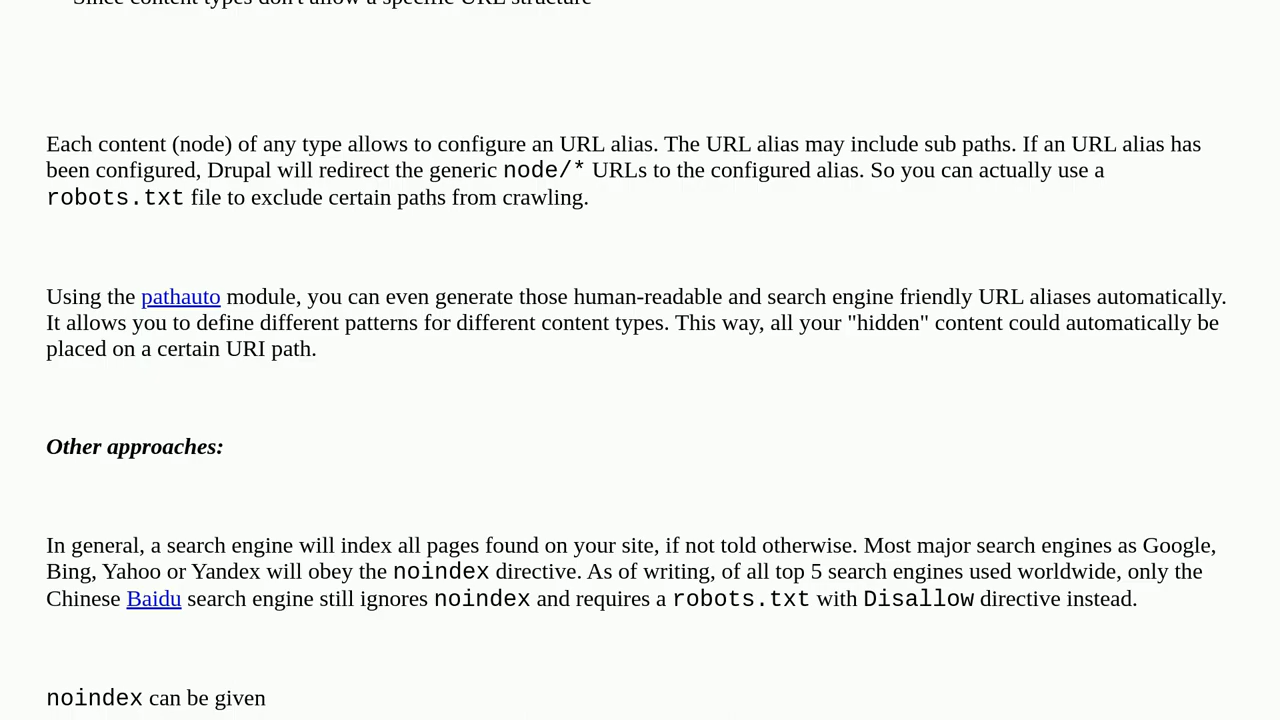 Since content types don't allow a specific URL structure
Each content (node) of any type allows to configure an URL alias. The URL alias may include sub paths. If an URL alias has
been configured, Drupal will redirect the generic node/* URLs to the configured alias. So you can actually use a
robots.txt file to exclude certain paths from crawling.
Using the pathauto module, you can even generate those human-readable and search engine friendly URL aliases automatically.
It allows you to define different patterns for different content types. This way, all your "hidden" content could automatically be
placed on a certain URI path.
Other approaches:
In general, a search engine will index all pages found on your site, if not told otherwise. Most major search engines as Google,
Bing, Yahoo or Yandex will obey the noindex directive. As of writing, of all top 5 search engines used worldwide, only the
Chinese Baidu search engine still ignores noindex and requires a robots.txt with Disallow directive instead.
noindex can be given